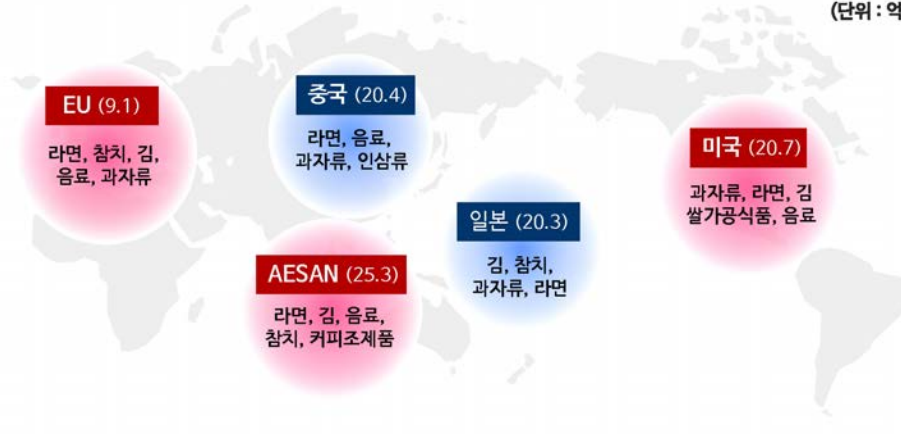 (단위 : 억
EU (9.1)
라면, 참치, 김,
음료, 과자류
중국 (20.4)
라면, 음료,
과자류, 인삼류
미국 (20.7)
과자류, 라면, 김
쌀가공식품, 음료
일본 (20.3)
김, 참치,
과자류, 라면
AESAN (25.3)
라면, 김, 음료,
참치, 커피조제품